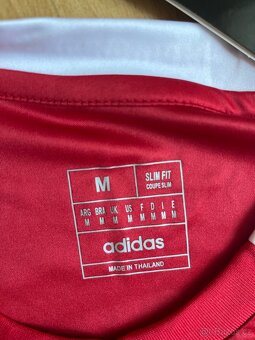 M
SLIM FIT
COUPE SLIM
ARG BRA UK US F D J E
M M M M M M M M
adidas
MADE IN THAILAND